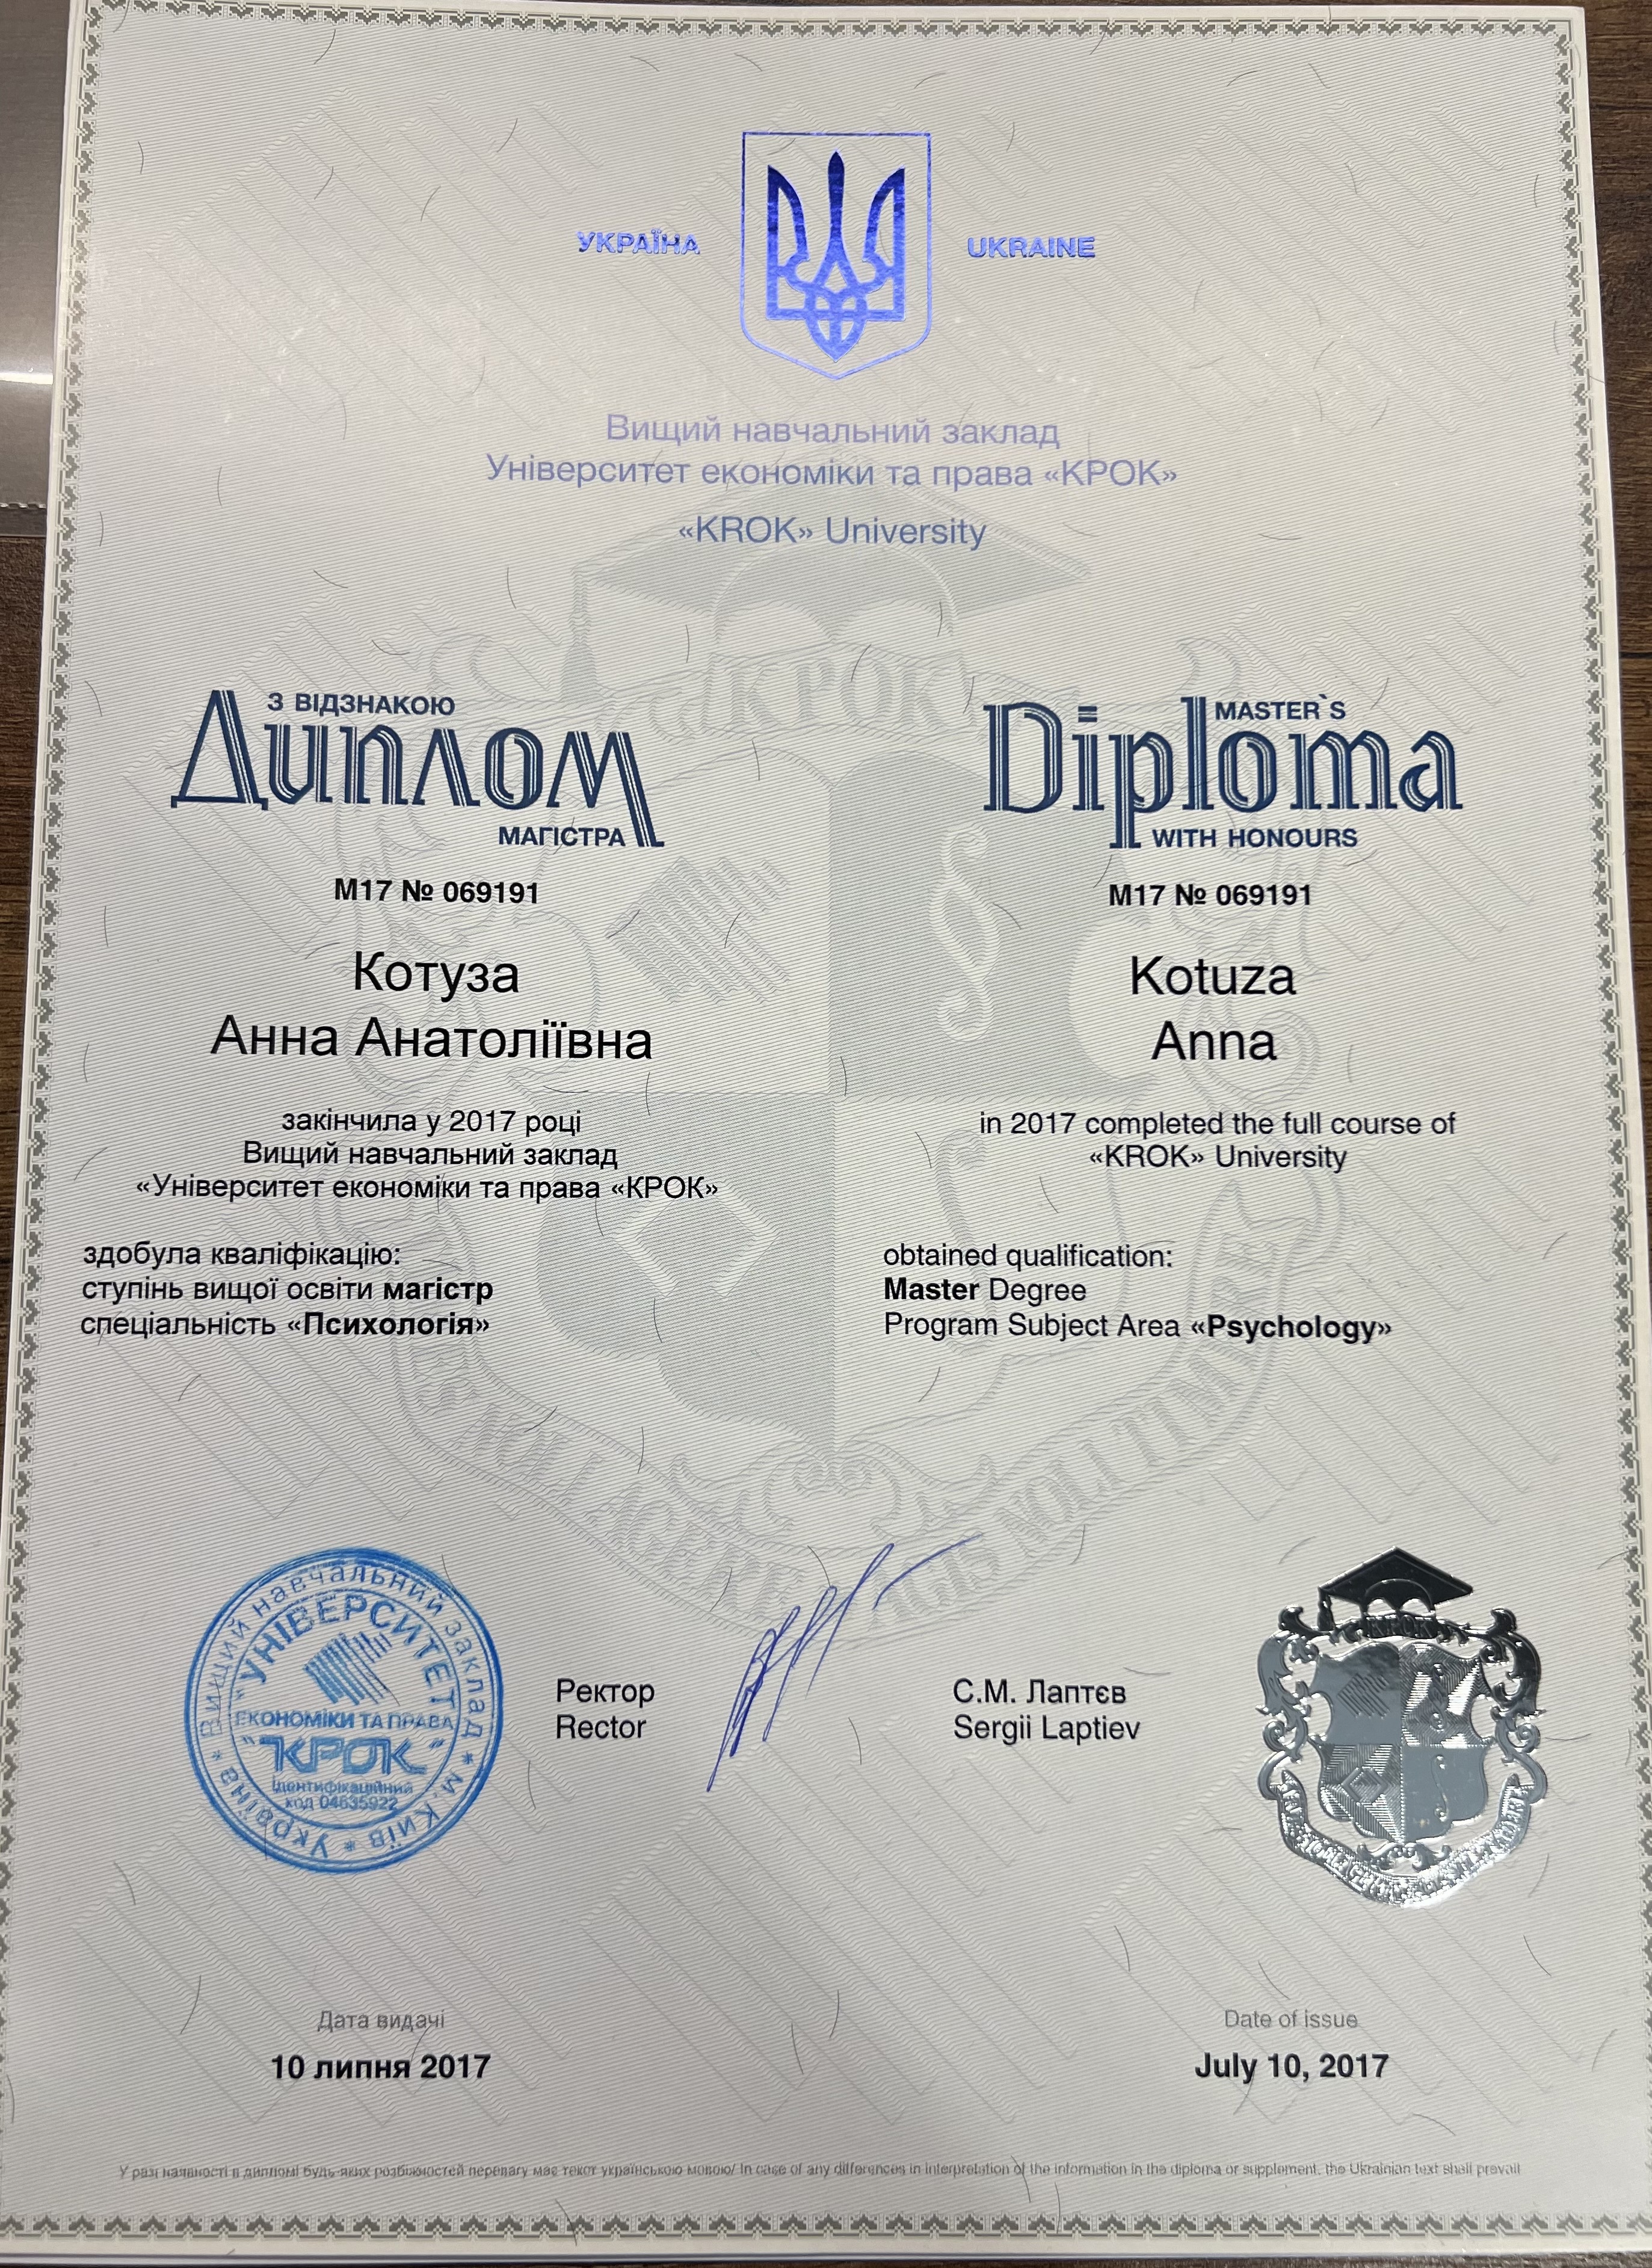 УКРАЇНА
UKRAINE
Вищий навчальний заклад
Університет економіки та права «КРОК»
«KROK» University
З ВІДЗНАКОЮ
Диплом
МАГІСТРА
М17 № 069191
Котуза
Анна Анатоліївна
закінчила у 2017 році
Вищий навчальний заклад
«Університет економіки та права «КРОК»
здобула кваліфікацію:
ступінь вищої освіти магістр
спеціальність «Психологія»
MASTER`S
Diploma
WITH HONOURS
M17 № 069191
Kotuza
Anna
in 2017 completed the full course of
«KROK» University
obtained qualification:
Master Degree
Program Subject Area «Psychology»
Вищий навчальний заклад * м. Київ * Україна *
"УНІВЕРСИТЕТ
ЕКОНОМІКИ ТА ПРАВА
"КРОК"
Ідентифікаційний
код 04635922
Ректор
Rector
С.М. Лаптєв
Sergii Laptiev
Дата видачі
10 липня 2017
Date of issue
July 10, 2017
У разі наявності в дипломі будь-яких розбіжностей перевагу має текст українською мовою/ In case of any differences in interpretation of the information in the diploma or supplement, the Ukrainian text shall prevail